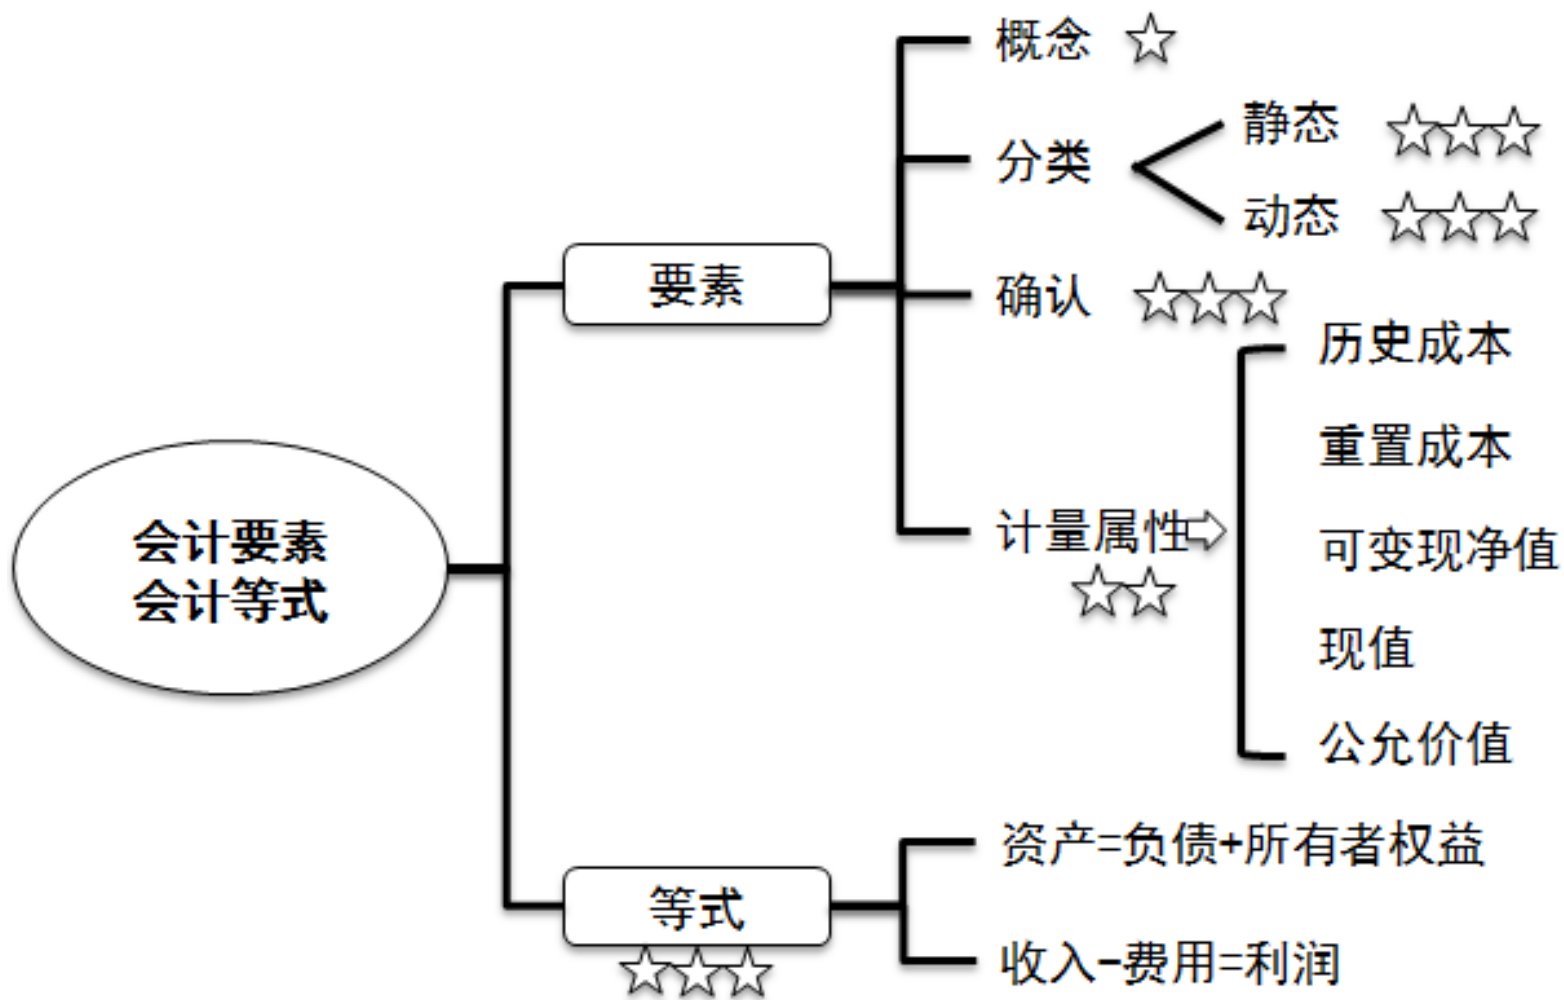 概念 ☆
分类
静态 ☆☆☆
动态 ☆☆☆
要素
确认 ☆☆☆
历史成本
重置成本
计量属性
☆☆
可变现净值
现值
公允价值
会计要素
会计等式
资产=负债+所有者权益
等式
☆☆☆
收入-费用=利润